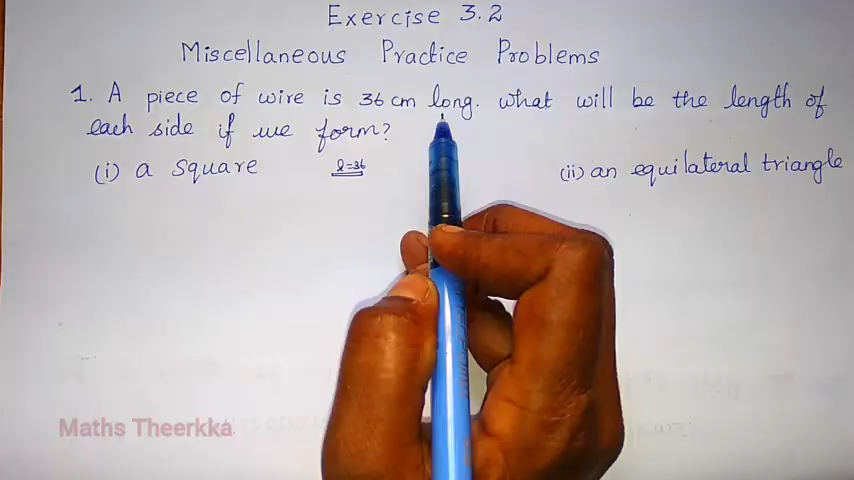 Exercise 3.2
Miscellaneous Practice Problems
1. A piece of wire is 36 cm long. what will be the length of
each side if we form?
(i) a square l=36 (ii) an equilateral triangle
Maths Theerkka